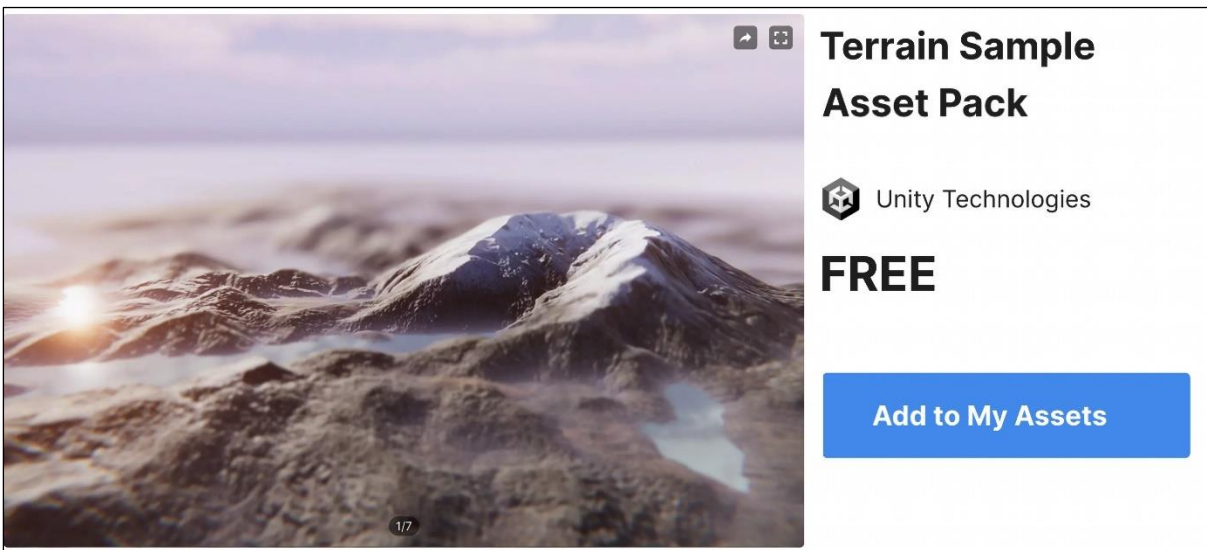 Terrain Sample
Asset Pack
Unity Technologies
FREE
Add to My Assets
1/7